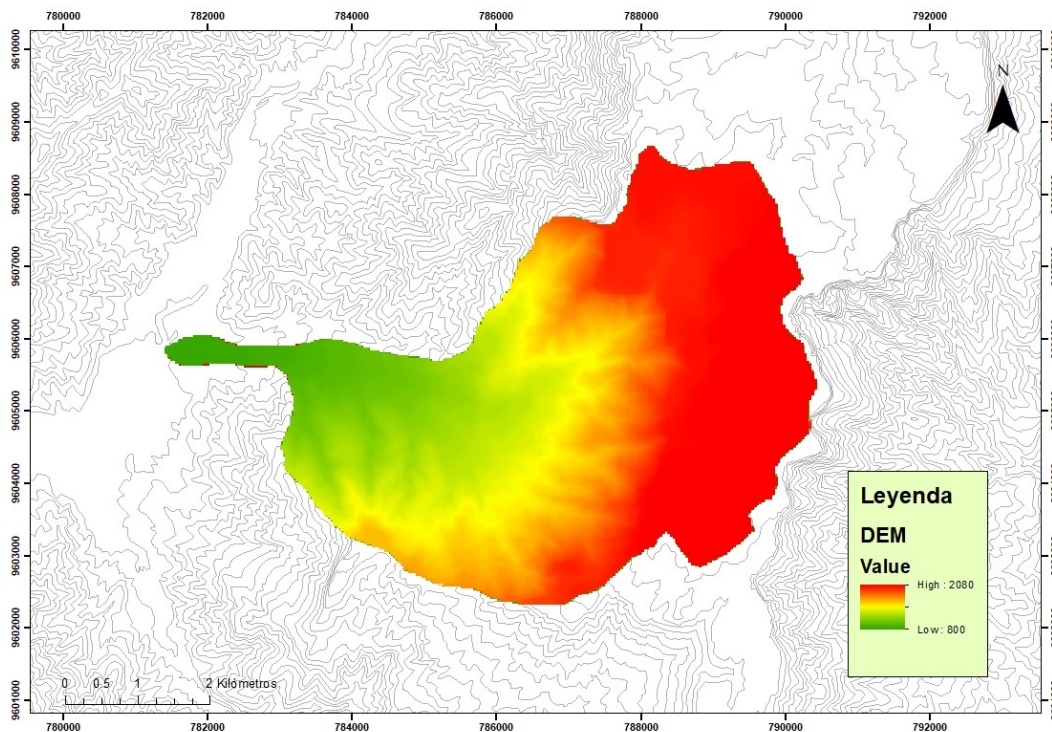 780000 782000 784000 786000 788000 790000 792000
9610000
9609000
9608000
9607000
9606000
9605000
9604000
9603000
9602000
9601000
N
Leyenda
DEM
Value
High : 2080
Low : 800
0 0.5 1 2 Kilómetros
780000 782000 784000 786000 788000 790000 792000